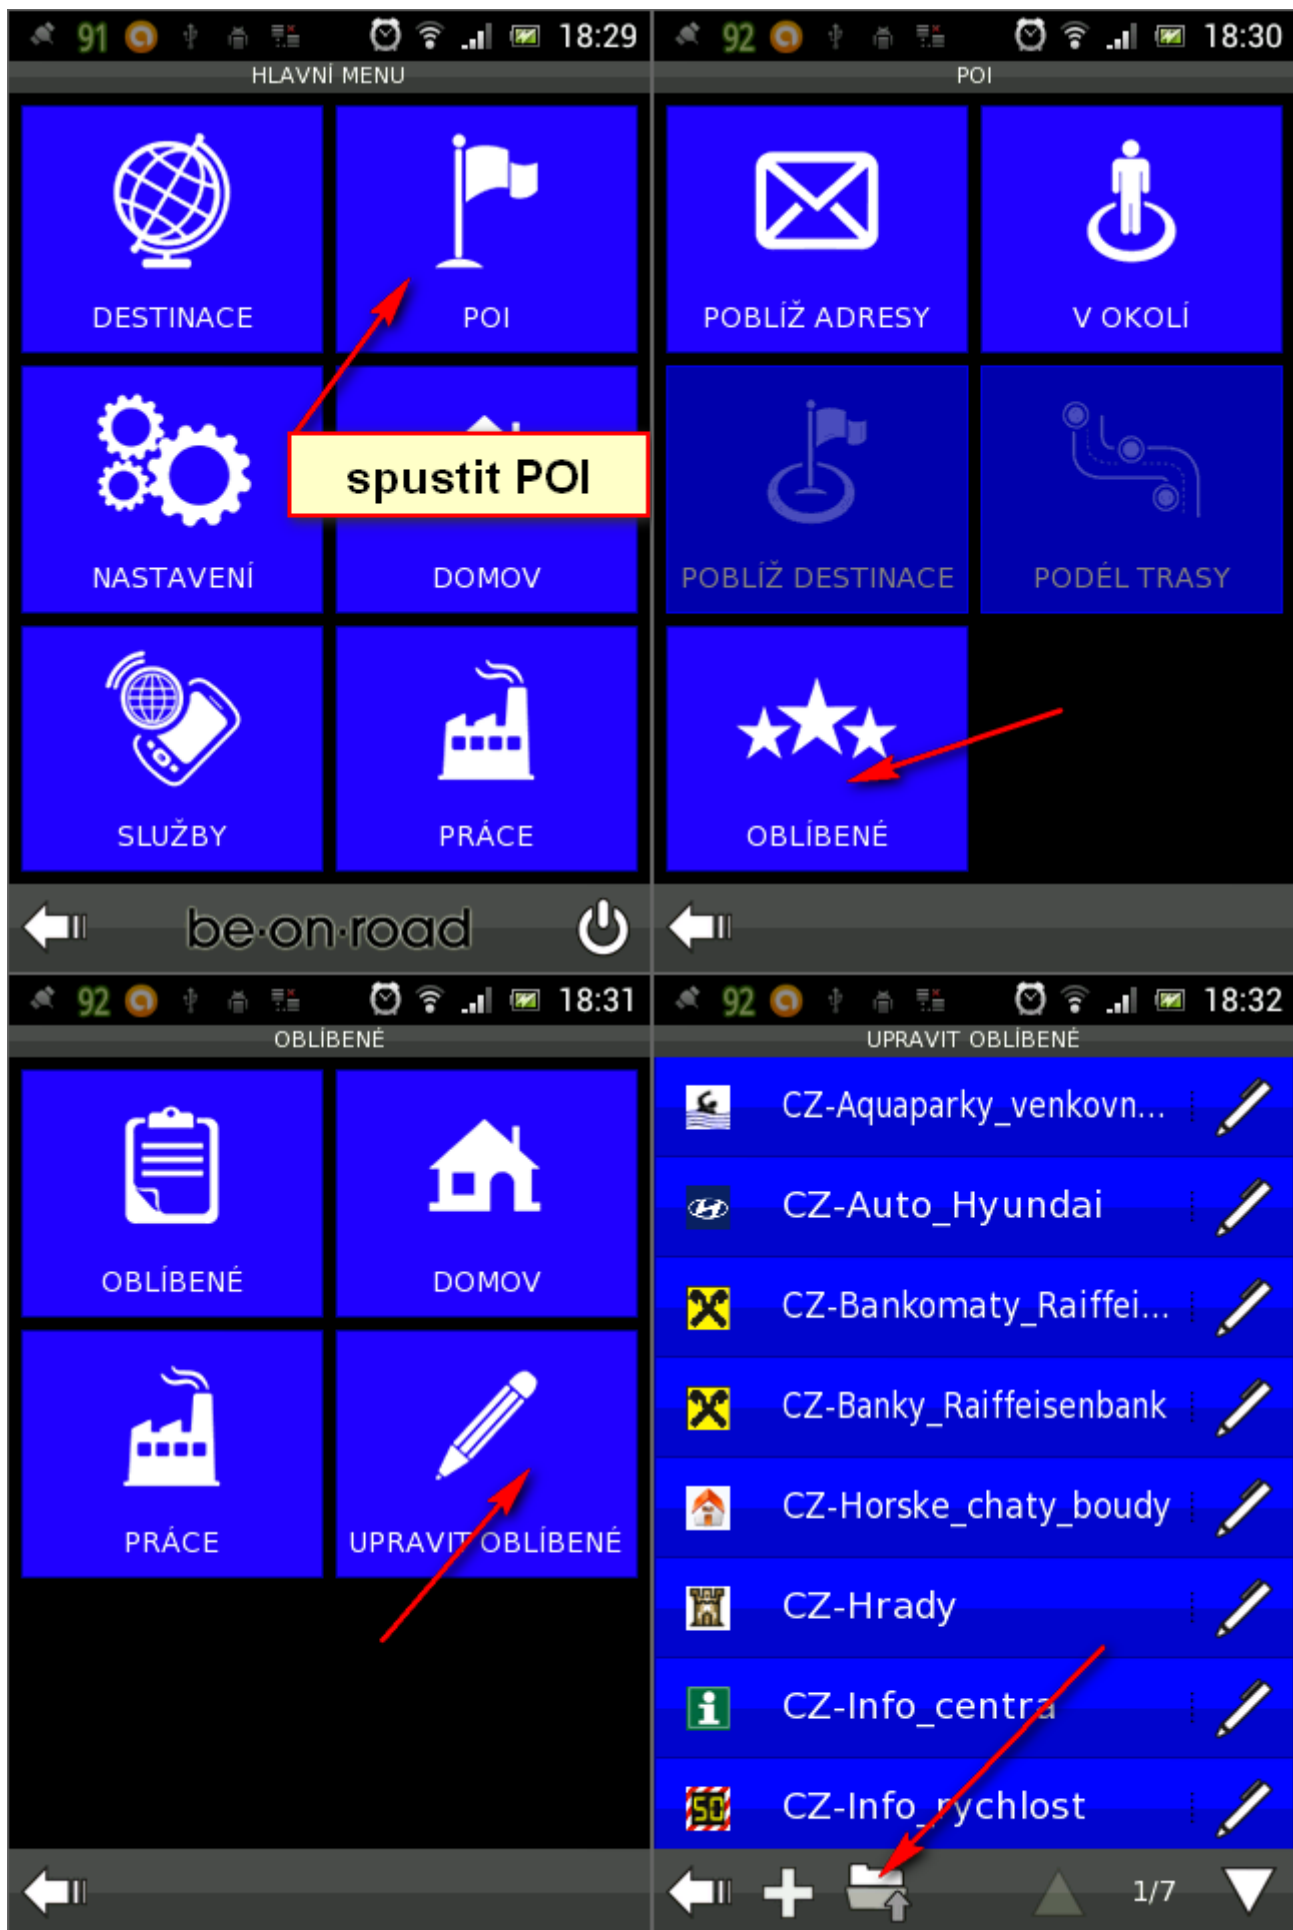 91
18:29
HLAVNÍ MENU
DESTINACE
POI
spustit POI
NASTAVENÍ
DOMOV
SLUŽBY
PRÁCE
be·on·road
92
18:30
POI
POBLÍŽ ADRESY
V OKOLÍ
POBLÍŽ DESTINACE
PODÉL TRASY
OBLÍBENÉ
92
18:31
OBLÍBENÉ
OBLÍBENÉ
DOMOV
PRÁCE
UPRAVIT OBLÍBENÉ
92
18:32
UPRAVIT OBLÍBENÉ
CZ-Aquaparky_venkovn...
CZ-Auto_Hyundai
CZ-Bankomaty_Raiffei...
CZ-Banky_Raiffeisenbank
CZ-Horske_chaty_boudy
CZ-Hrady
CZ-Info_centra
50
CZ-Info_rychlost
1/7